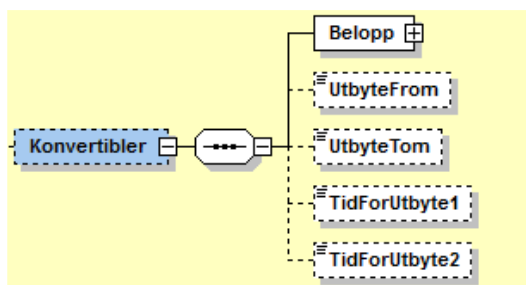 Belopp
UtbyteFrom
Konvertibler
UtbyteTom
TidForUtbyte1
TidForUtbyte2